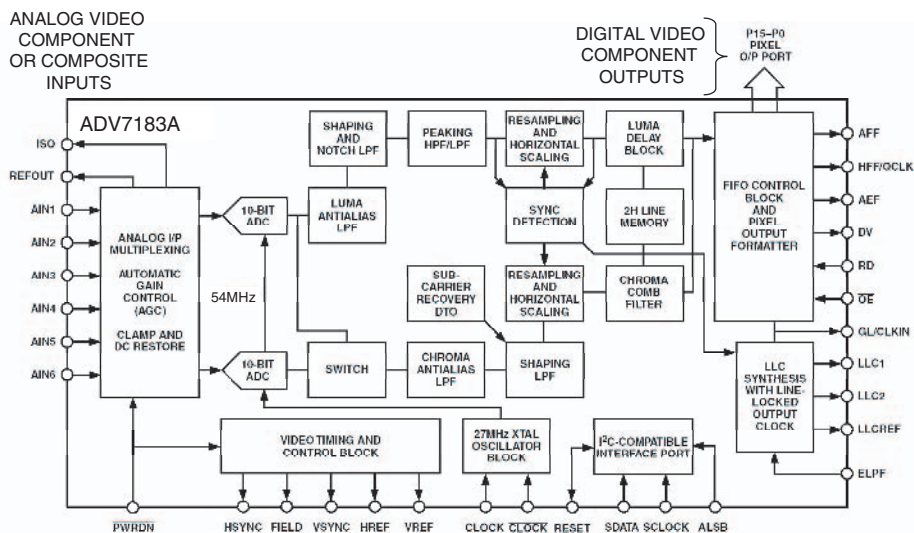 ANALOG VIDEO
COMPONENT
OR COMPOSITE
INPUTS
DIGITAL VIDEO
COMPONENT
OUTPUTS
P15–P0
PIXEL
O/P PORT
ADV7183A
ISO
REFOUT
AIN1
AIN2
AIN3
AIN4
AIN5
AIN6
ANALOG I/P
MULTIPLEXING
AUTOMATIC
GAIN
CONTROL
(AGC)
CLAMP AND
DC RESTORE
10-BIT
ADC
54MHz
10-BIT
ADC
SHAPING
AND
NOTCH LPF
LUMA
ANTIALIAS
LPF
PEAKING
HPF/LPF
RESAMPLING
AND
HORIZONTAL
SCALING
LUMA
DELAY
BLOCK
SYNC
DETECTION
2H LINE
MEMORY
SUB-
CARRIER
RECOVERY
DTO
RESAMPLING
AND
HORIZONTAL
SCALING
CHROMA
COMB
FILTER
SWITCH
CHROMA
ANTIALIAS
LPF
SHAPING
LPF
FIFO CONTROL
BLOCK
AND
PIXEL
OUTPUT
FORMATTER
LLC
SYNTHESIS
WITH LINE-
LOCKED
OUTPUT
CLOCK
AFF
HFF/QCLK
AEF
DV
RD
OE
GL/CLKIN
LLC1
LLC2
LLCREF
ELPF
VIDEO TIMING AND
CONTROL BLOCK
27MHz XTAL
OSCILLATOR
BLOCK
I²C-COMPATIBLE
INTERFACE PORT
PWRDN
HSYNC
FIELD
VSYNC
HREF
VREF
CLOCK
CLOCK
RESET
SDATA
SCLOCK
ALSB